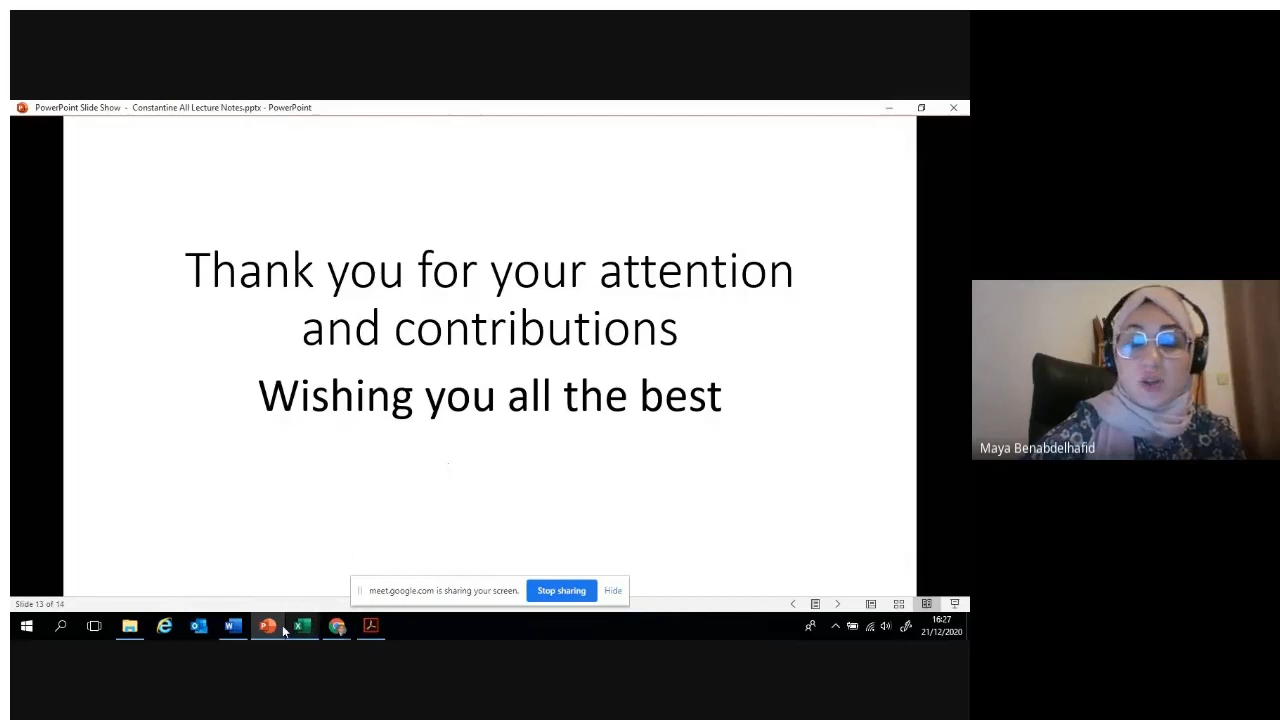 PowerPoint Slide Show - Constantine All Lecture Notes.pptx - PowerPoint
Thank you for your attention
and contributions
Wishing you all the best
Maya Benabdelhafid
meet.google.com is sharing your screen.
Stop sharing
Hide
Slide 13 of 14
16:27
21/12/2020